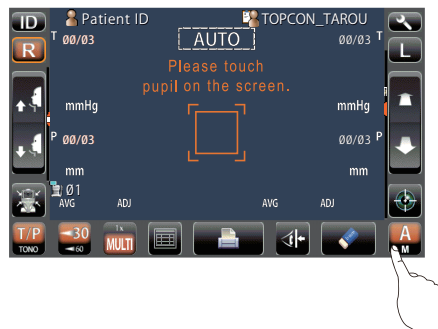 ID Patient ID TOPCON_TAROU
R T 00/03 AUTO 00/03 T L
Please touch
pupil on the screen.
mmHg mmHg
P 00/03 00/03 P
mm mm
01
AVG ADJ AVG ADJ
T/P TONO 30 60 1x MULTI A M